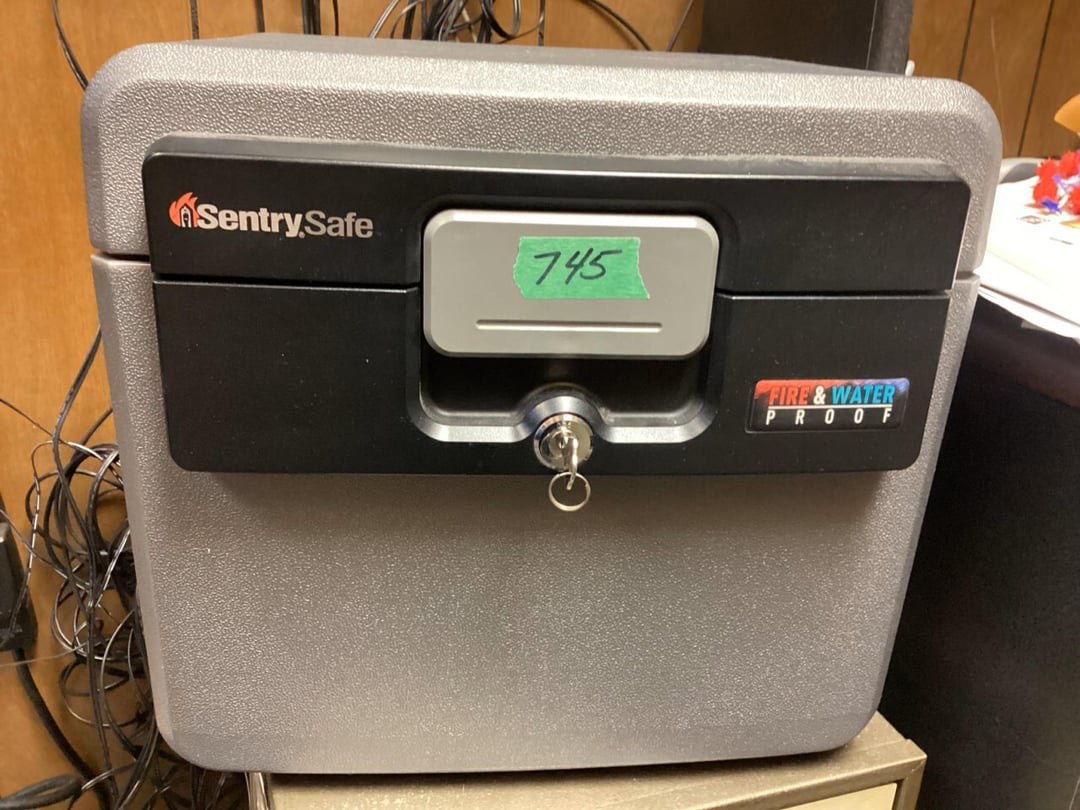 SentrySafe
745
FIRE & WATER
PROOF